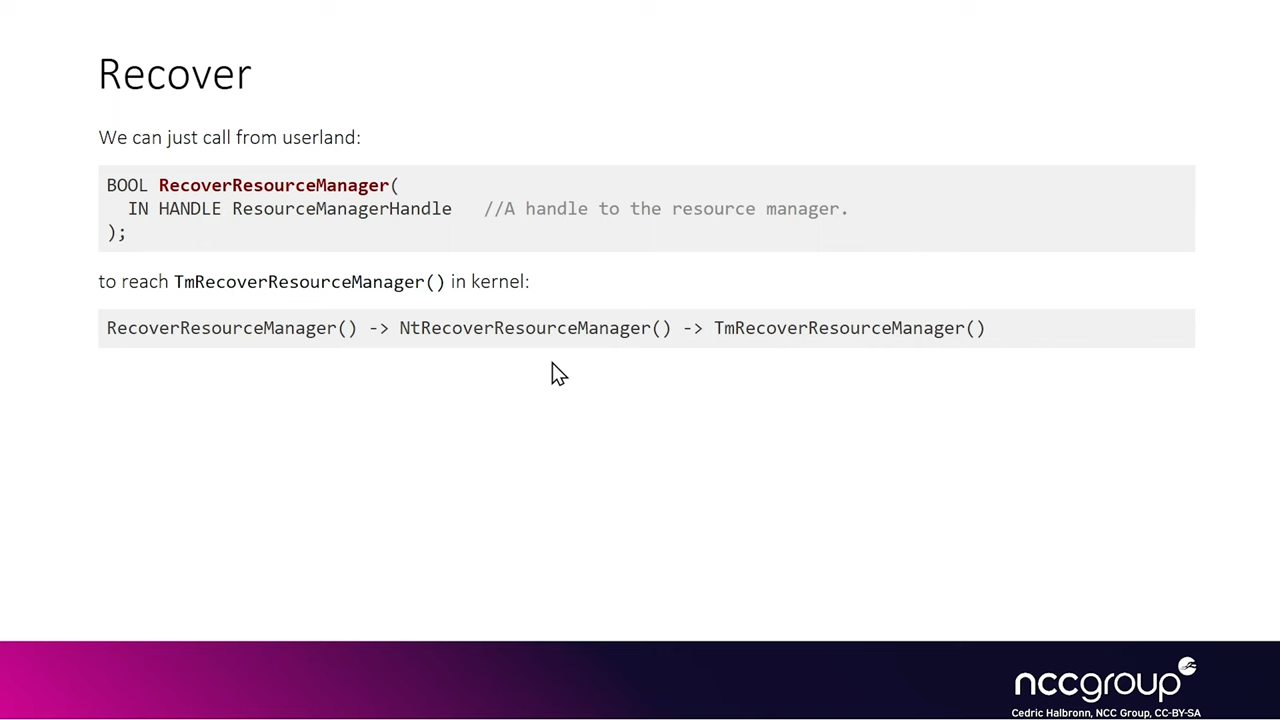 Recover
We can just call from userland:
BOOL RecoverResourceManager(
IN HANDLE ResourceManagerHandle //A handle to the resource manager.
);
to reach TmRecoverResourceManager() in kernel:
RecoverResourceManager() -> NtRecoverResourceManager() -> TmRecoverResourceManager()
nccgroup
Cedric Halbronn, NCC Group, CC-BY-SA